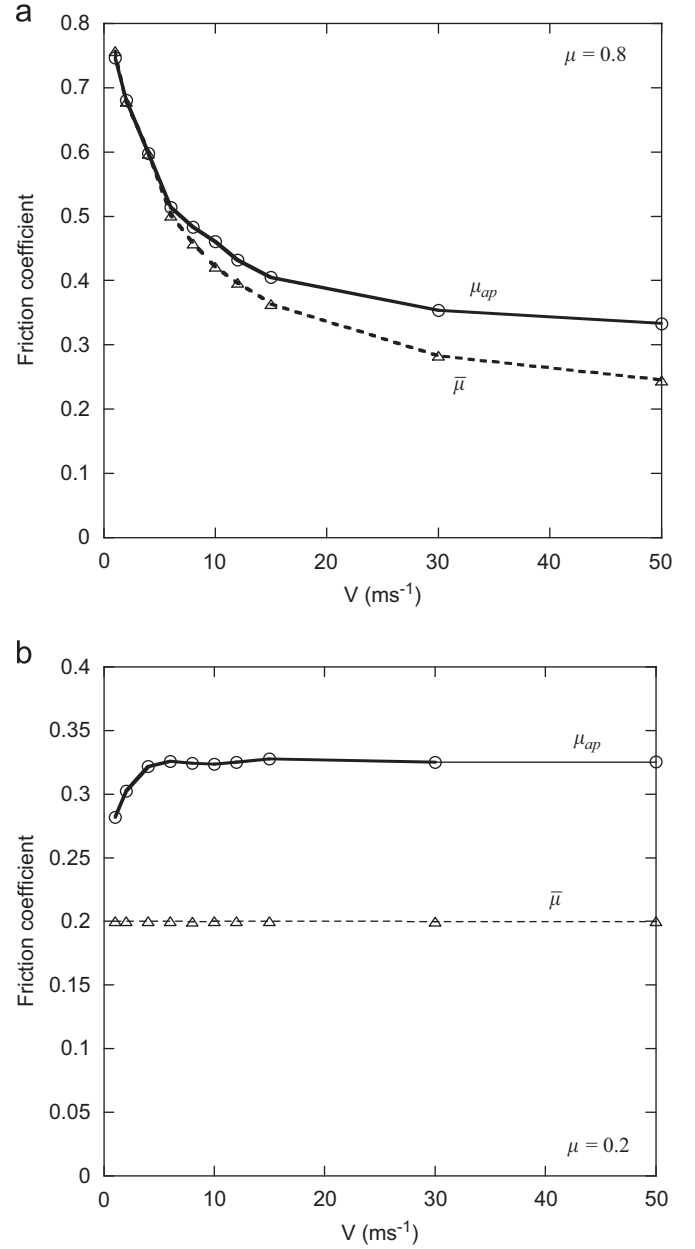 a
0.8
μ = 0.8
0.7
0.6
0.5
Friction coefficient
0.4
μap
0.3
μ̅
0.2
0.1
0
0 10 20 30 40 50
V (ms-1)
b
0.4
0.35
μap
0.3
0.25
Friction coefficient
μ̅
0.2
0.15
0.1
0.05
μ = 0.2
0
0 10 20 30 40 50
V (ms-1)